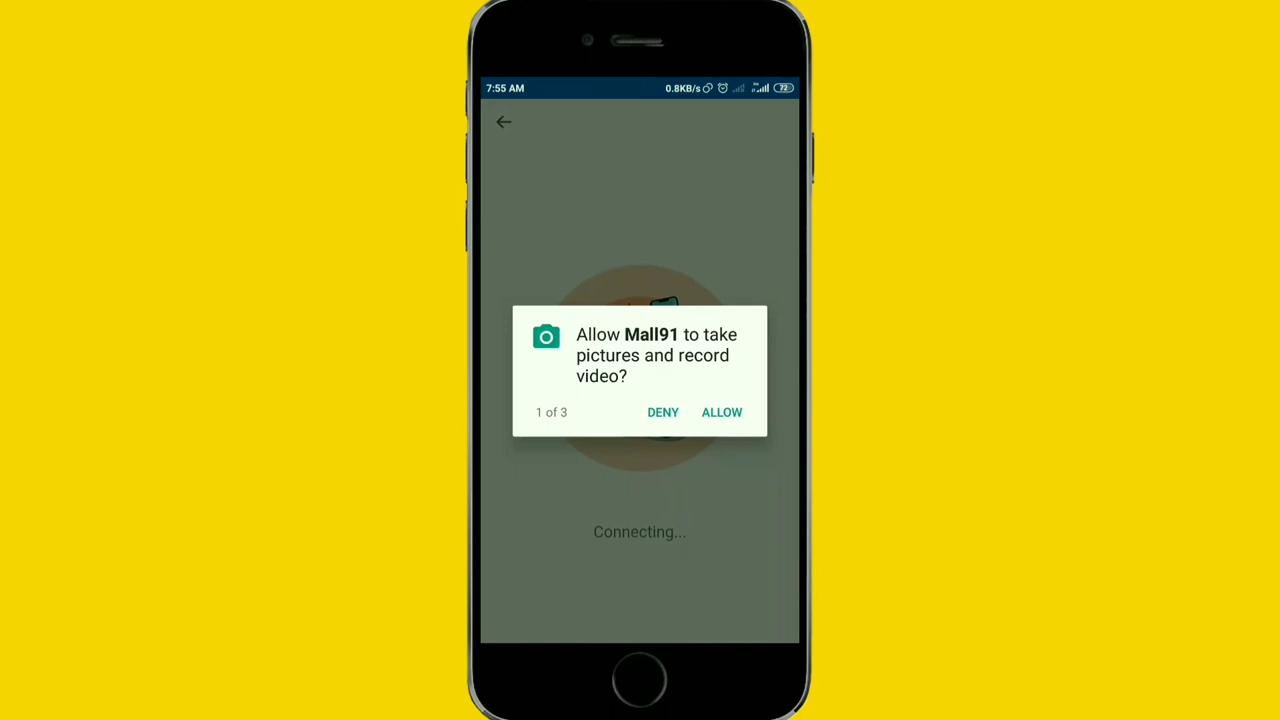 7:55 AM 0.8KB/s 72
Allow Mall91 to take
pictures and record
video?
1 of 3 DENY ALLOW
Connecting...